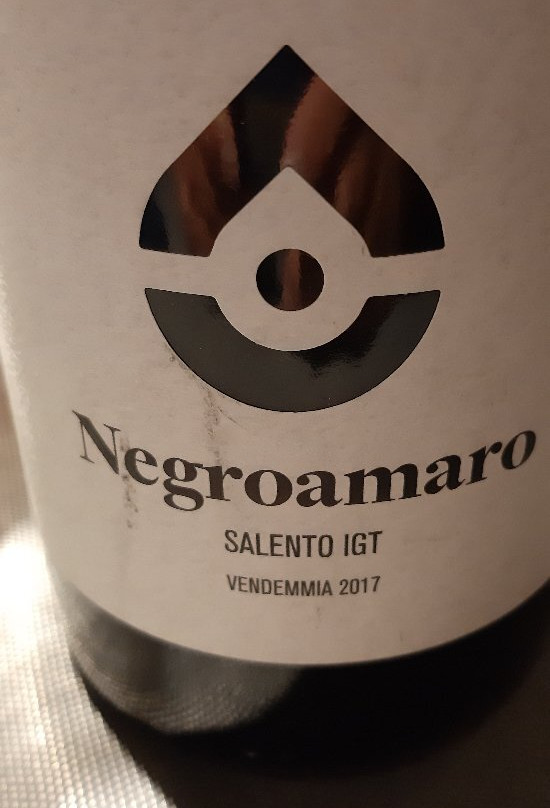 Negroamaro
SALENTO IGT
VENDEMMIA 2017